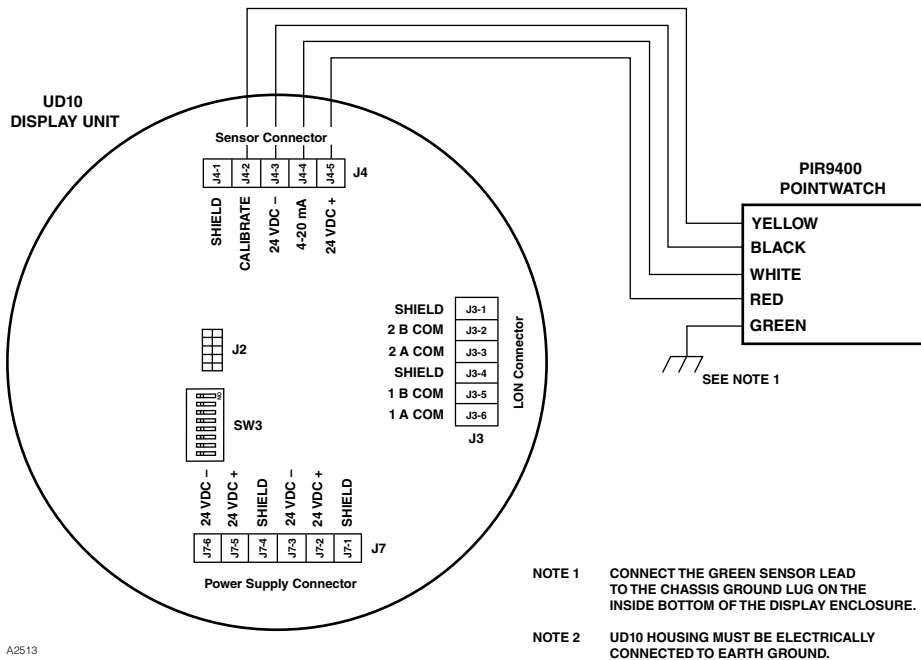 UD10
DISPLAY UNIT
Sensor Connector
J4-1
J4-2
J4-3
J4-4
J4-5
J4
SHIELD
CALIBRATE
24 VDC –
4-20 mA
24 VDC +
PIR9400
POINTWATCH
YELLOW
BLACK
WHITE
RED
GREEN
SEE NOTE 1
SHIELD J3-1
2 B COM J3-2
2 A COM J3-3
SHIELD J3-4
1 B COM J3-5
1 A COM J3-6
LON Connector
J3
J2
ON
SW3
24 VDC –
24 VDC +
SHIELD
24 VDC –
24 VDC +
SHIELD
J7-6
J7-5
J7-4
J7-3
J7-2
J7-1
J7
Power Supply Connector
NOTE 1 CONNECT THE GREEN SENSOR LEAD
TO THE CHASSIS GROUND LUG ON THE
INSIDE BOTTOM OF THE DISPLAY ENCLOSURE.
NOTE 2 UD10 HOUSING MUST BE ELECTRICALLY
CONNECTED TO EARTH GROUND.
A2513